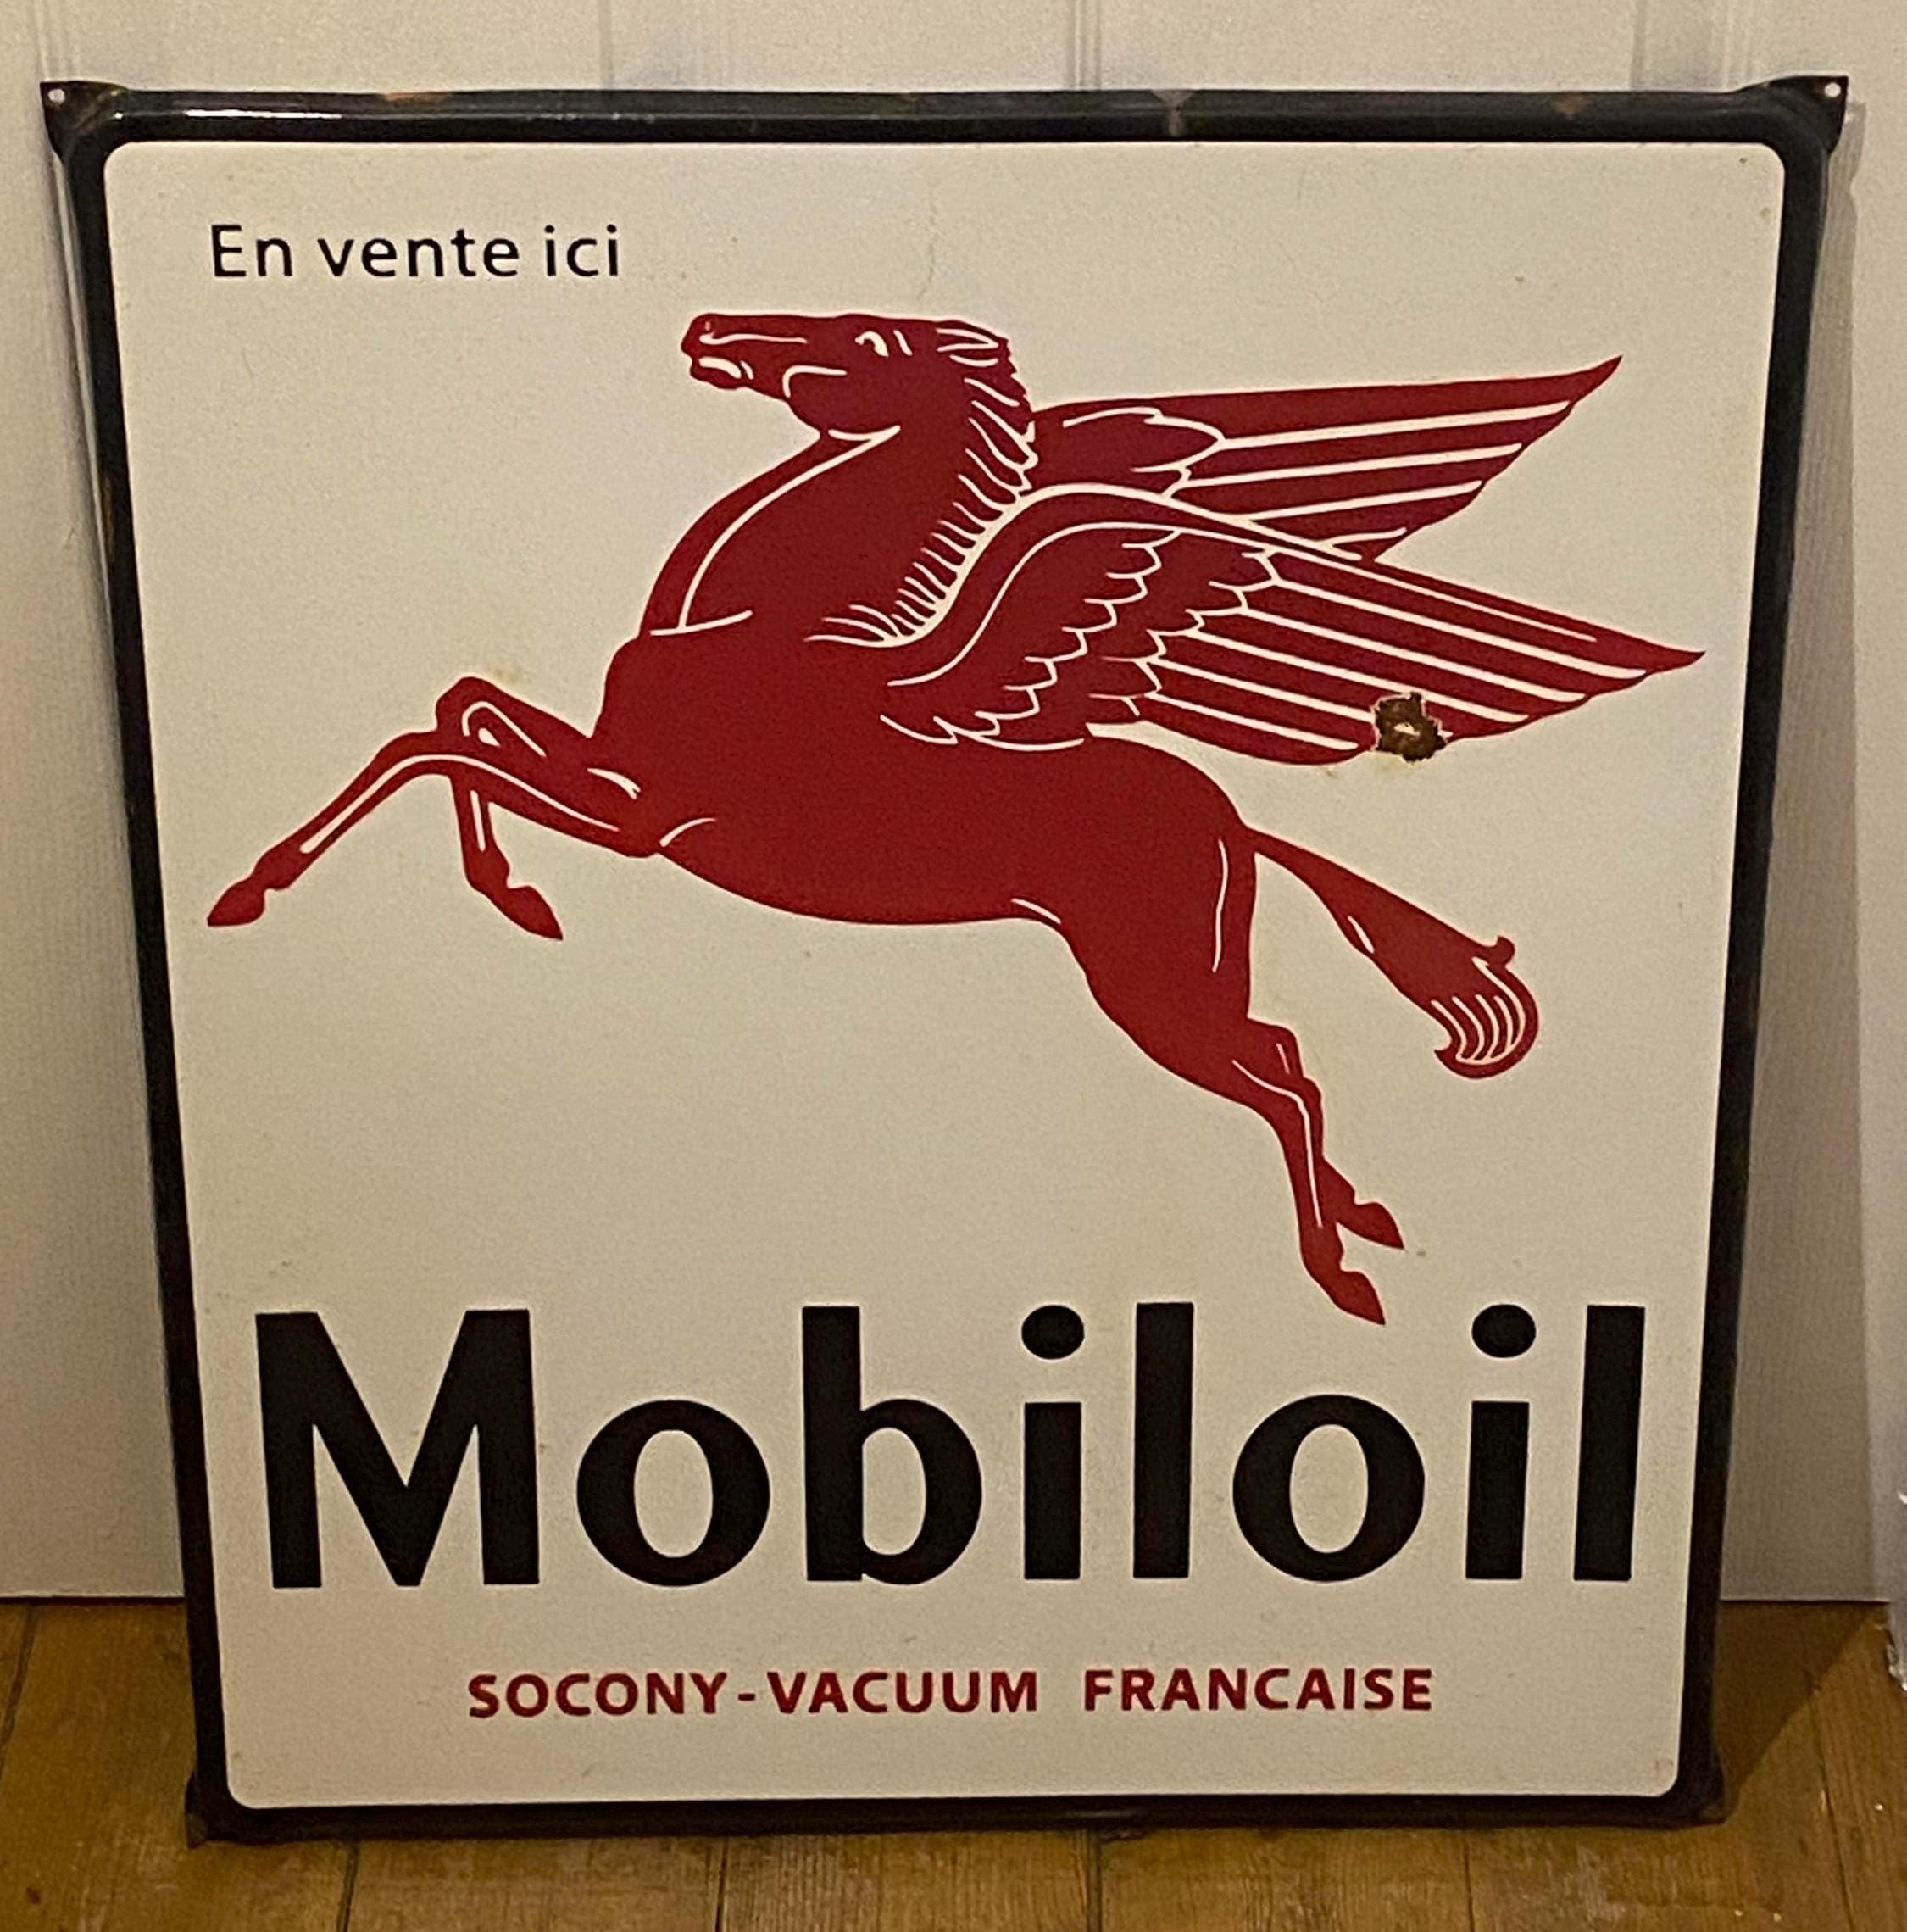 En vente ici
Mobiloil
SOCONY-VACUUM FRANCAISE